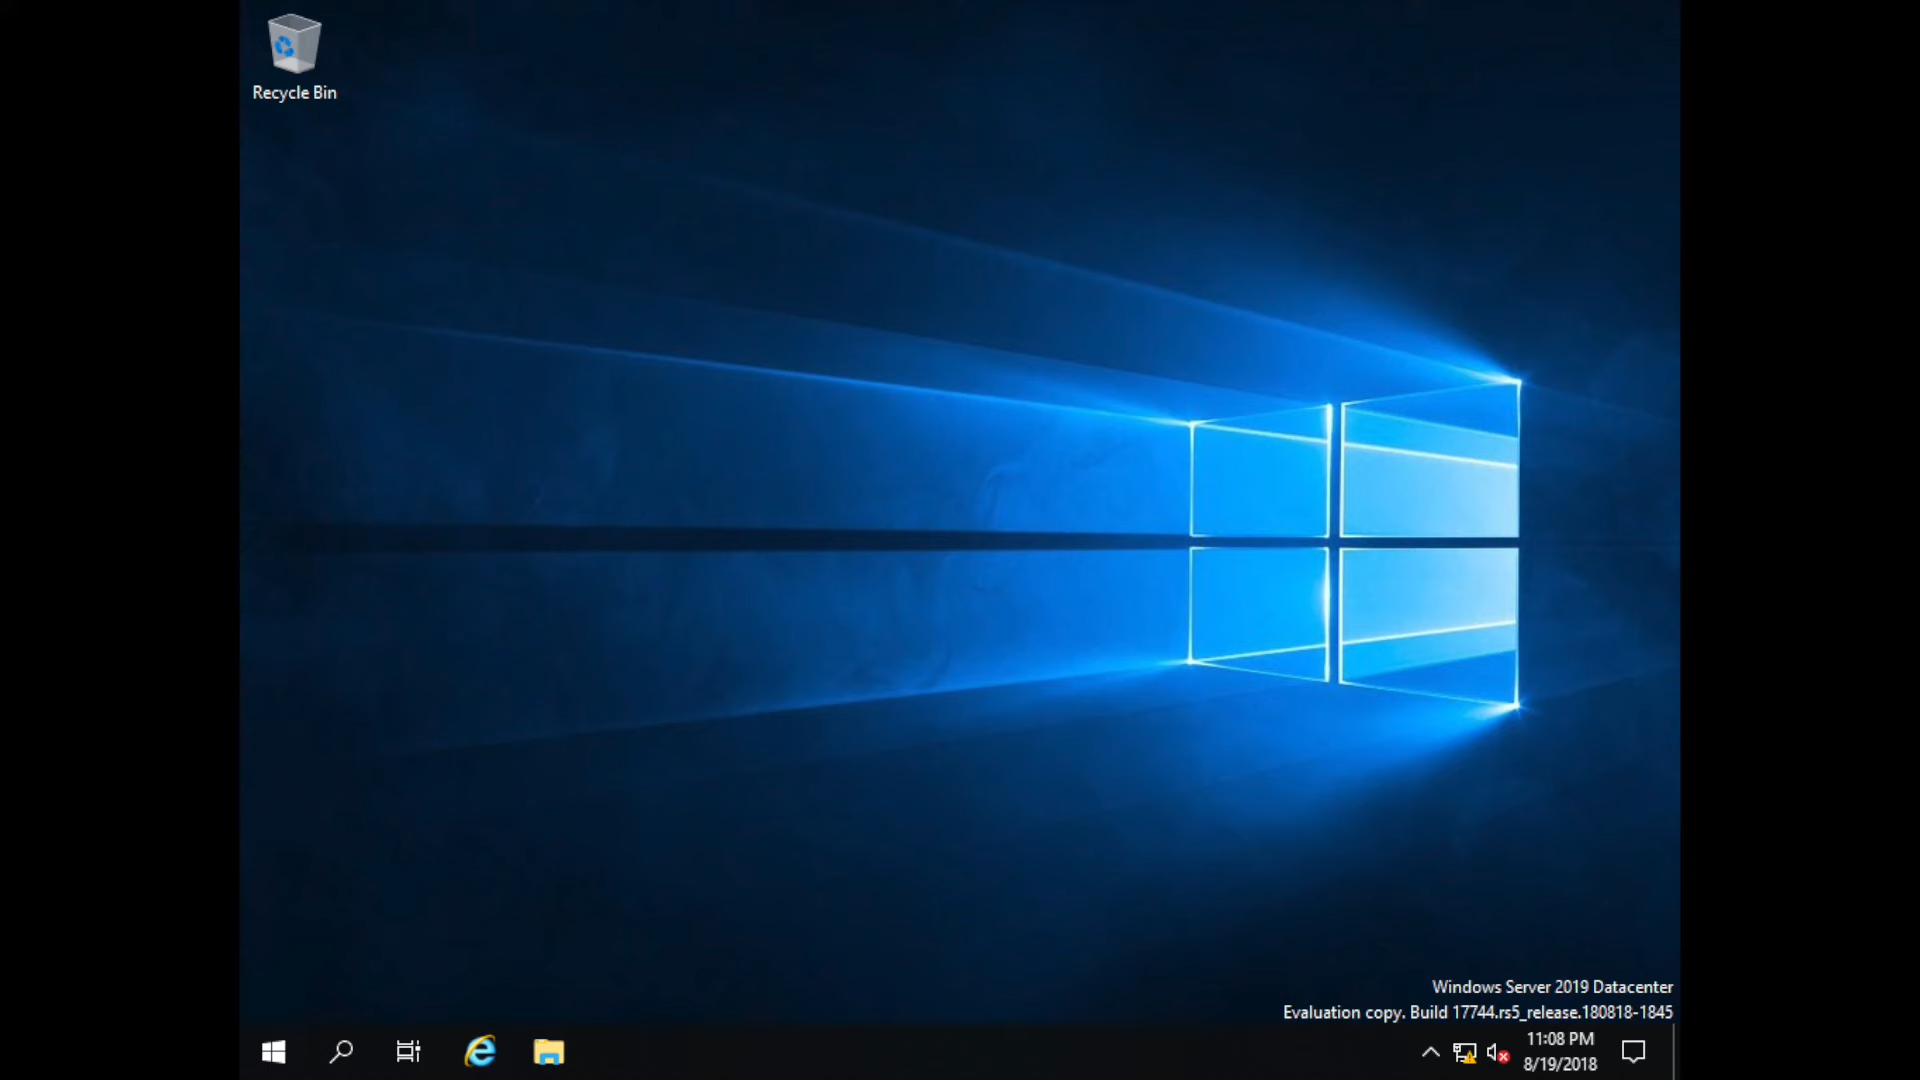 Recycle Bin
Windows Server 2019 Datacenter
Evaluation copy. Build 17744.rs5_release.180818-1845
11:08 PM
8/19/2018